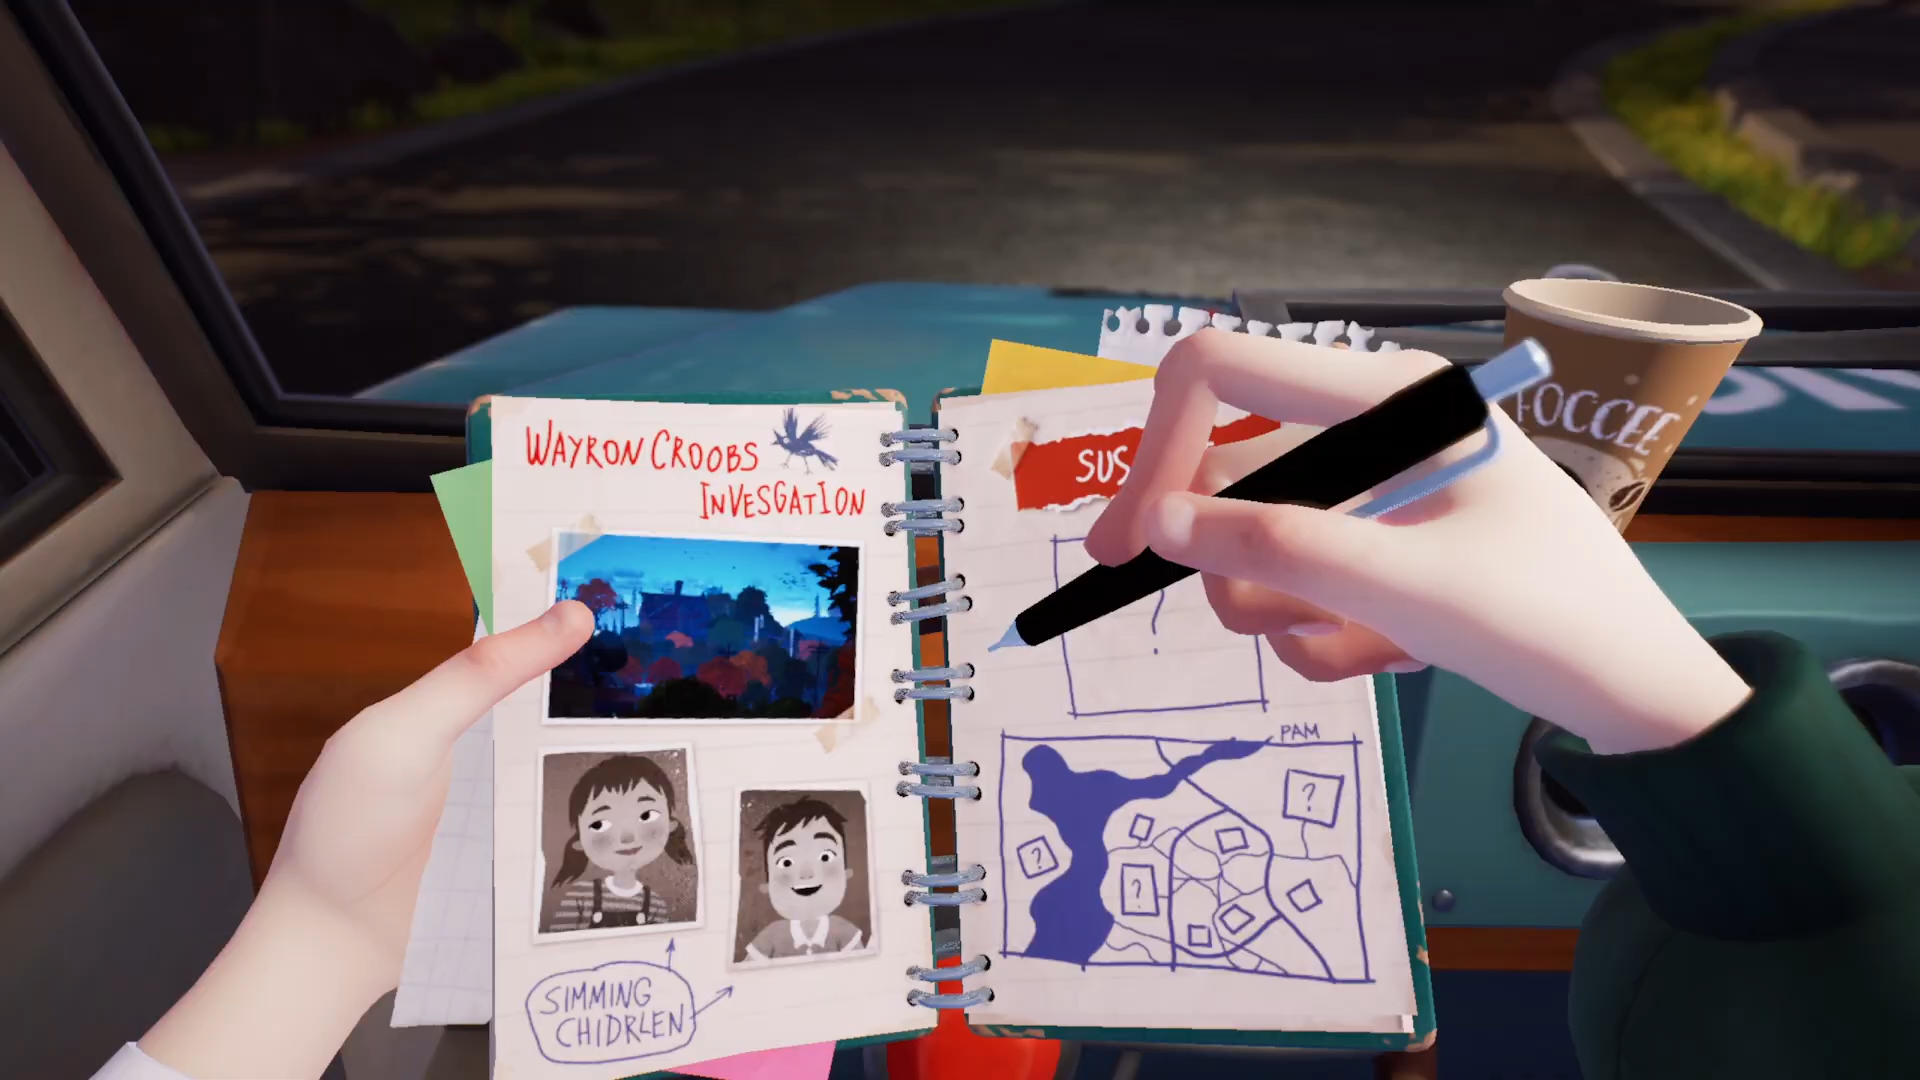 WAYRON CROOBS
INVESGATION
SIMMING
CHIDRLEN
SUS
?
PAM
?
?
?
FOCCEE